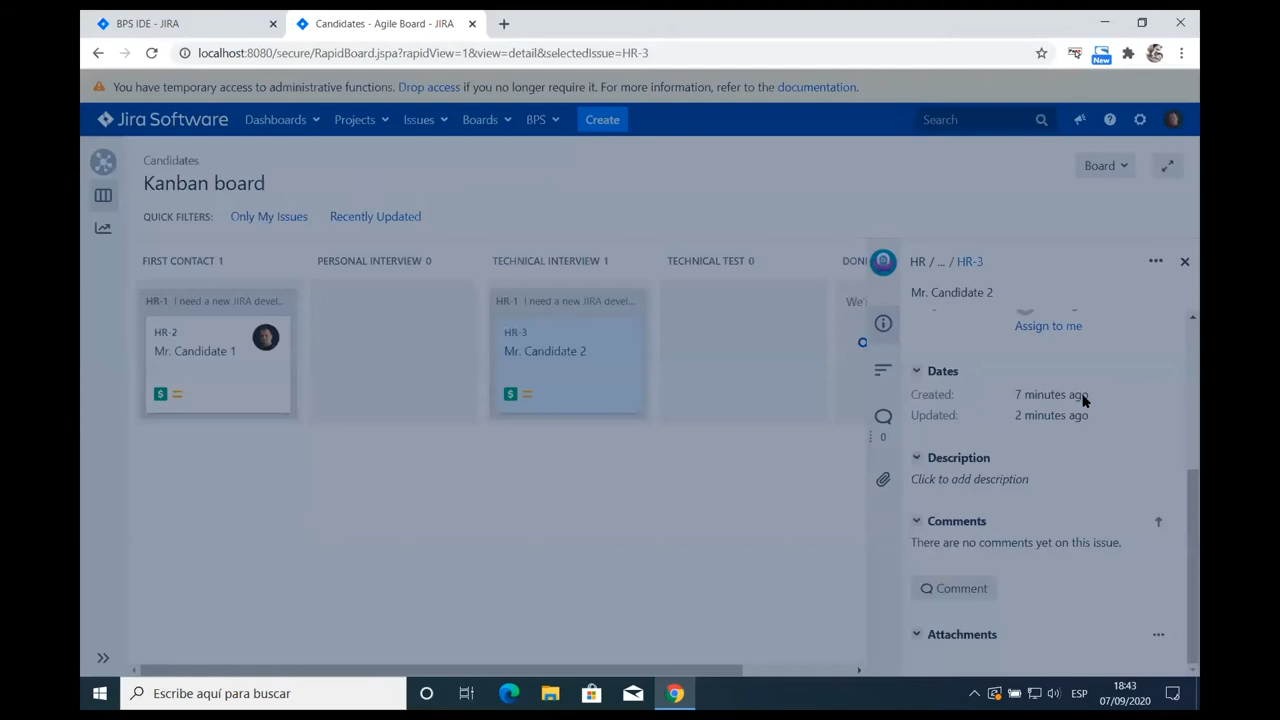 BPS IDE - JIRA
Candidates - Agile Board - JIRA
localhost:8080/secure/RapidBoard.jspa?rapidView=1&view=detail&selectedIssue=HR-3
New
You have temporary access to administrative functions. Drop access if you no longer require it. For more information, refer to the documentation.
Jira Software
Dashboards
Projects
Issues
Boards
BPS
Create
Search
Candidates
Kanban board
Board
QUICK FILTERS:
Only My Issues
Recently Updated
FIRST CONTACT 1
PERSONAL INTERVIEW 0
TECHNICAL INTERVIEW 1
TECHNICAL TEST 0
HR-1 I need a new JIRA devel...
HR-2
Mr. Candidate 1
HR-1 I need a new JIRA devel...
HR-3
Mr. Candidate 2
HR / ... / HR-3
Mr. Candidate 2
Assign to me
Dates
Created: 7 minutes ago
Updated: 2 minutes ago
0
Description
Click to add description
Comments
There are no comments yet on this issue.
Comment
Attachments
Escribe aquí para buscar
ESP
18:43
07/09/2020